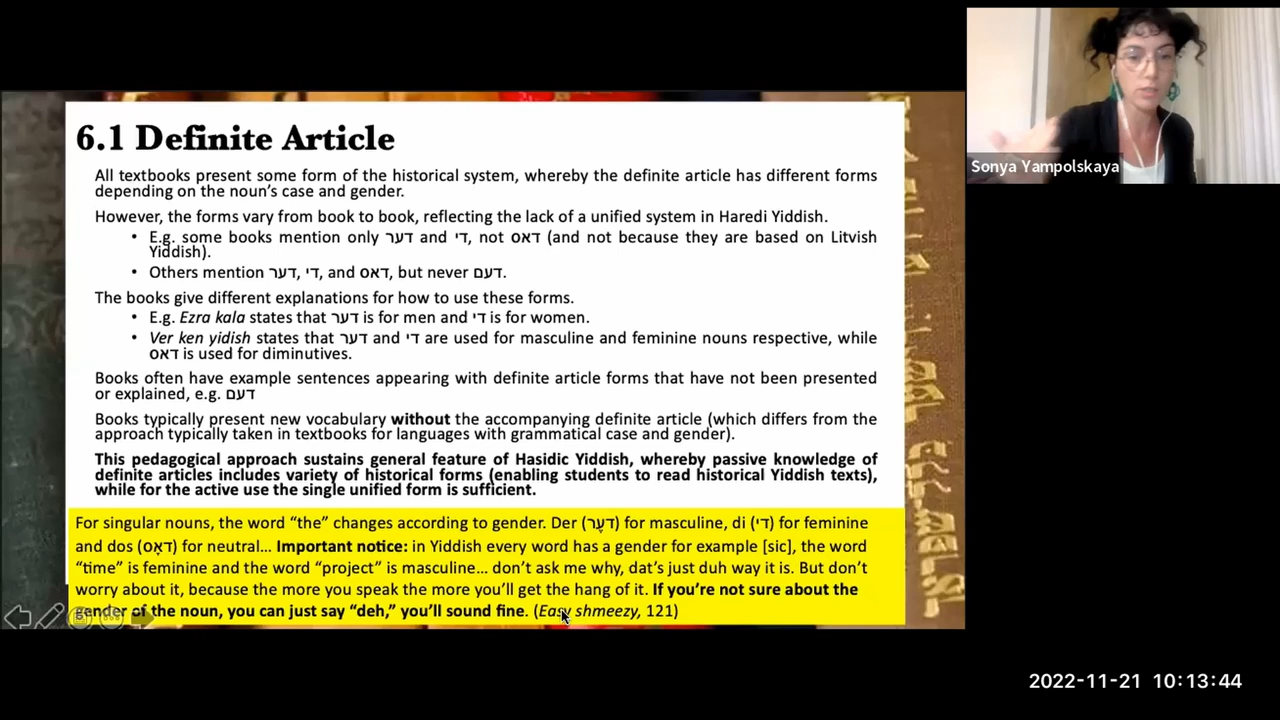 6.1 Definite Article
All textbooks present some form of the historical system, whereby the definite article has different forms
depending on the noun's case and gender.
However, the forms vary from book to book, reflecting the lack of a unified system in Haredi Yiddish.
• E.g. some books mention only דער and די, not דאס (and not because they are based on Litvish
Yiddish).
• Others mention דער, די, and דאס, but never דעם.
The books give different explanations for how to use these forms.
• E.g. Ezra kala states that דער is for men and די is for women.
• Ver ken yidish states that דער and די are used for masculine and feminine nouns respective, while
דאס is used for diminutives.
Books often have example sentences appearing with definite article forms that have not been presented
or explained, e.g. דעם
Books typically present new vocabulary without the accompanying definite article (which differs from the
approach typically taken in textbooks for languages with grammatical case and gender).
This pedagogical approach sustains general feature of Hasidic Yiddish, whereby passive knowledge of
definite articles includes variety of historical forms (enabling students to read historical Yiddish texts),
while for the active use the single unified form is sufficient.
For singular nouns, the word “the” changes according to gender. Der (דֶער) for masculine, di (די) for feminine
and dos (דאָס) for neutral… Important notice: in Yiddish every word has a gender for example [sic], the word
“time” is feminine and the word “project” is masculine… don’t ask me why, dat’s just duh way it is. But don’t
worry about it, because the more you speak the more you’ll get the hang of it. If you’re not sure about the
gender of the noun, you can just say “deh,” you’ll sound fine. (Easy shmeezy, 121)
Sonya Yampolskaya
2022-11-21 10:13:44